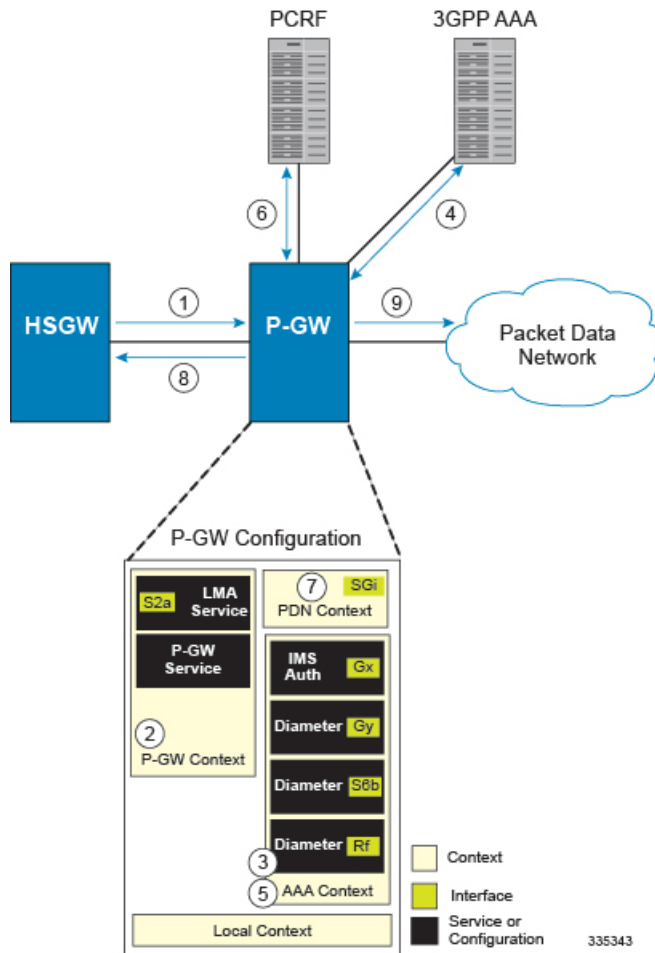 PCRF
3GPP AAA
6
4
HSGW
1
P-GW
9
Packet Data
Network
8
P-GW Configuration
S2a
LMA
Service
P-GW
Service
2
P-GW Context
7
SGi
PDN Context
IMS
Auth
Gx
Diameter
Gy
Diameter
S6b
Diameter
Rf
3
5
AAA Context
Local Context
Context
Interface
Service or
Configuration
335343